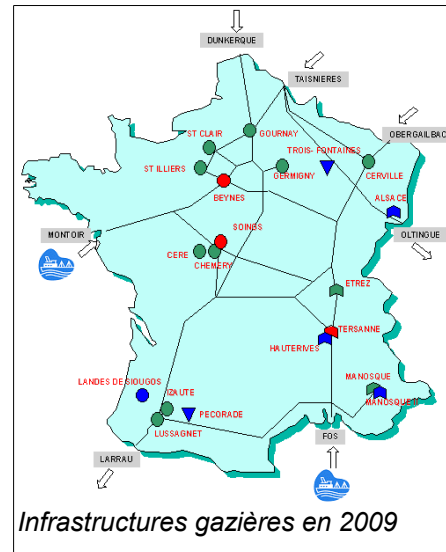 DUNKERQUE
TAISNIERES
ST CLAIR
GOURNAY
OBERGAILBACH
TROIS-FONTAINES
ST ILLIERS
GERMIGNY
CERVILLE
BEYNES
ALSACE
MONTOIR
SOINGS
OLTINGUE
CERE
CHEMERY
ETREZ
TERSANNE
HAUTERIVES
MANOSQUE
LANDES DE SIOUGOS
IZAUTE
MANOSQUE II
PECORADE
LUSSAGNET
FOS
LARRAU
Infrastructures gazières en 2009